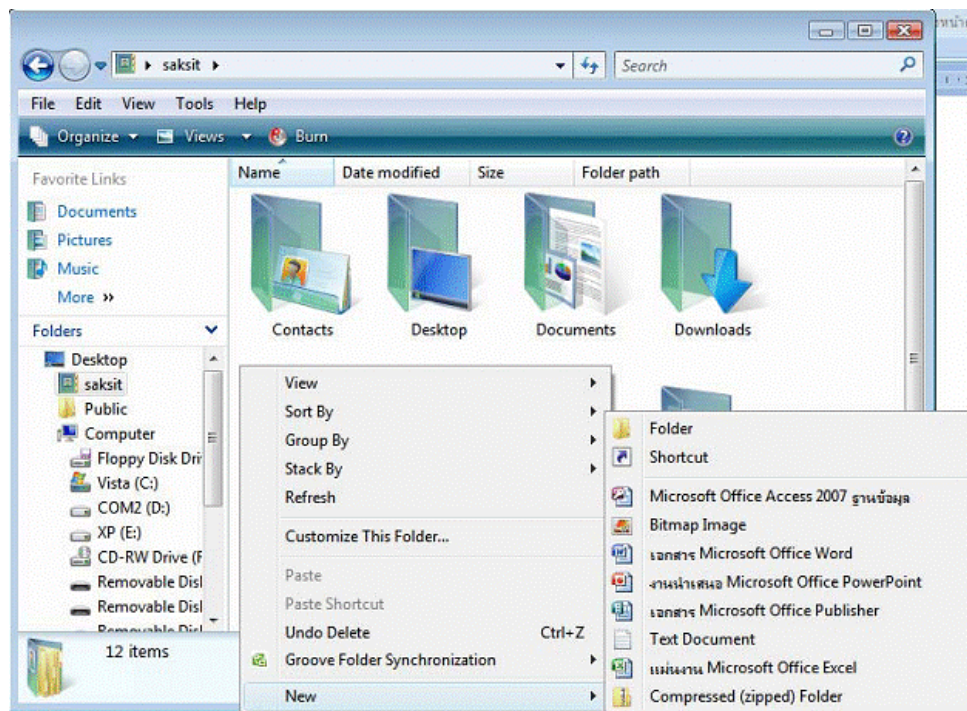 saksit
Search
File Edit View Tools Help
Organize Views Burn
Favorite Links
Documents
Pictures
Music
More »
Folders
Desktop
saksit
Public
Computer
Floppy Disk Dri
Vista (C:)
COM2 (D:)
XP (E:)
CD-RW Drive (F
Removable Disl
Removable Disl
Removable Disl
12 items
Name Date modified Size Folder path
Contacts Desktop Documents Downloads
View
Sort By
Group By
Stack By
Refresh
Customize This Folder...
Paste
Paste Shortcut
Undo Delete Ctrl+Z
Groove Folder Synchronization
New
Folder
Shortcut
Microsoft Office Access 2007 ฐานข้อมูล
Bitmap Image
เอกสาร Microsoft Office Word
งานนำเสนอ Microsoft Office PowerPoint
เอกสาร Microsoft Office Publisher
Text Document
แผ่นงาน Microsoft Office Excel
Compressed (zipped) Folder